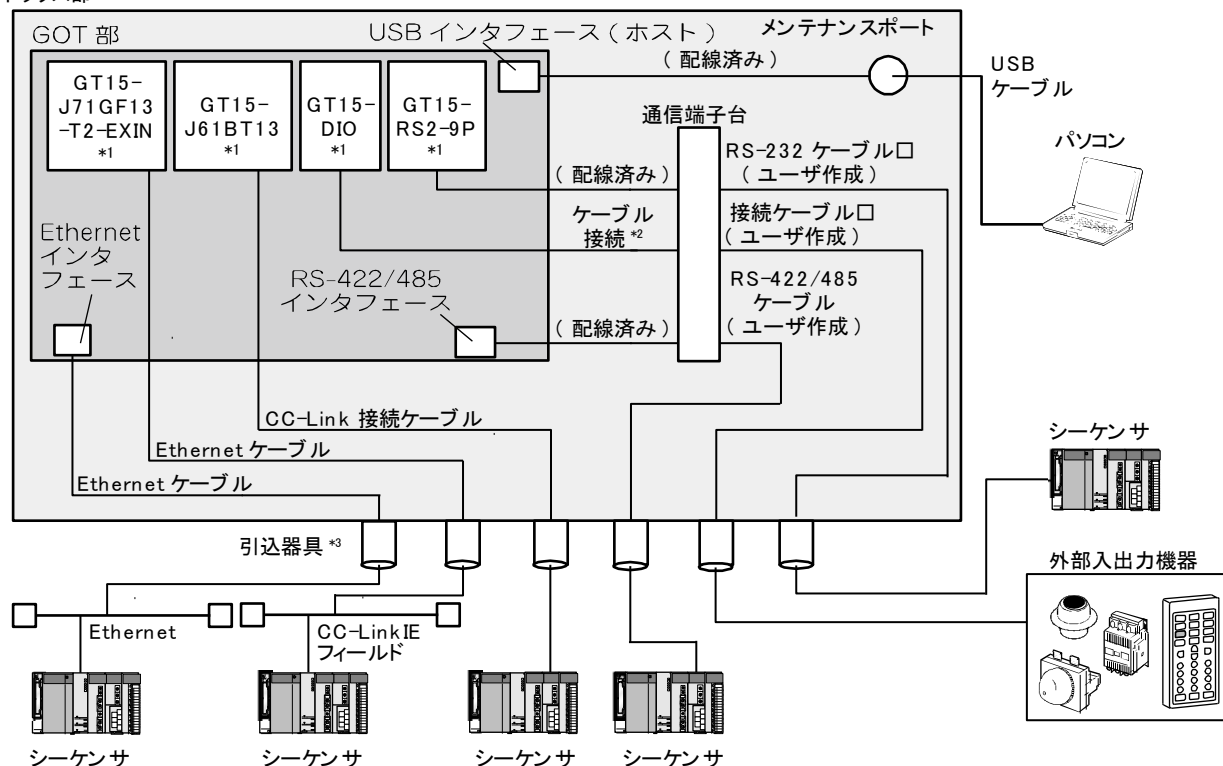 GOT 部
USB インタフェース ( ホスト )
メンテナンスポート
( 配線済み )
USB
ケーブル
パソコン
GT15-
J71GF13
-T2-EXIN
*1
GT15-
J61BT13
*1
GT15-
DIO
*1
GT15-
RS2-9P
*1
通信端子台
( 配線済み )
RS-232 ケーブル□
( ユーザ作成 )
ケーブル
接続 *2
接続ケーブル□
( ユーザ作成 )
Ethernet
インタ
フェース
RS-422/485
インタフェース
( 配線済み )
RS-422/485
ケーブル
( ユーザ作成 )
CC-Link 接続ケーブル
Ethernet ケーブル
Ethernet ケーブル
シーケンサ
引込器具 *3
外部入出力機器
Ethernet
CC-Link IE
フィールド
シーケンサ
シーケンサ
シーケンサ
シーケンサ